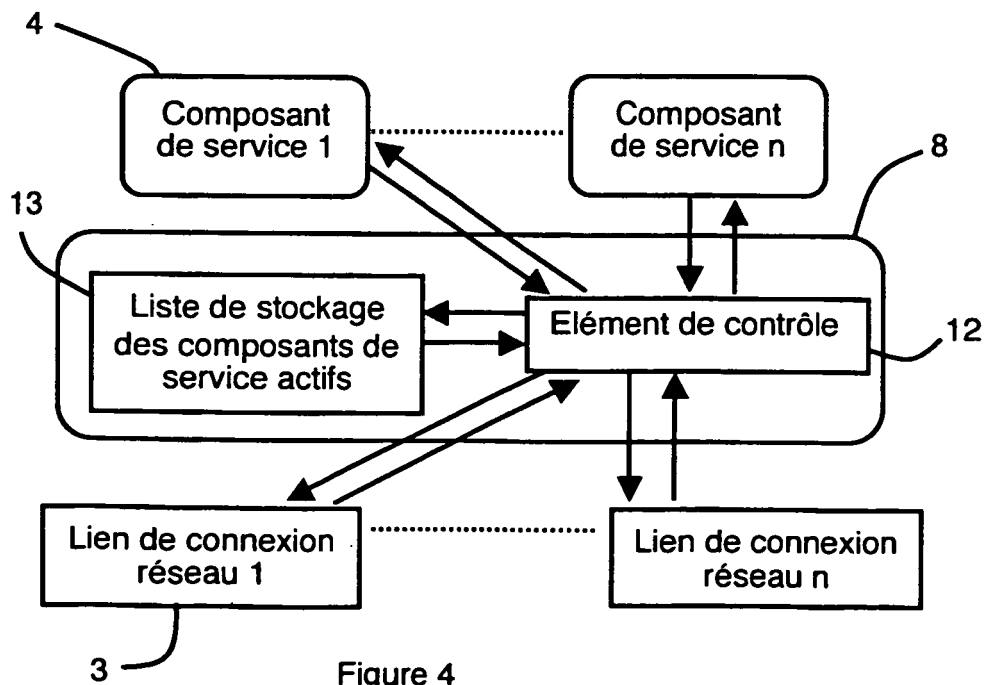 4
Composant
de service 1
Composant
de service n
8
13
Liste de stockage
des composants de
service actifs
Elément de contrôle
12
Lien de connexion
réseau 1
Lien de connexion
réseau n
3
Figure 4